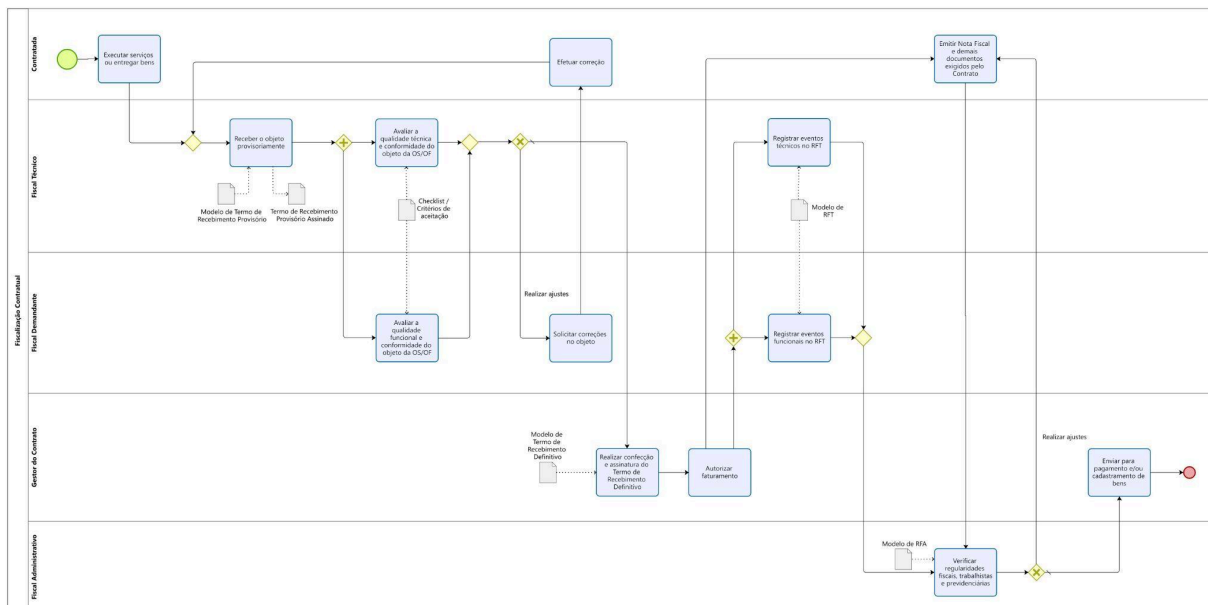 Fiscalização Contratual
Contratada
Executar serviços
ou entregar bens
Efetuar correção
Emitir Nota Fiscal
e demais
documentos
exigidos pelo
Contrato
Fiscal Técnico
Receber o objeto
provisoriamente
Avaliar a
qualidade técnica
e conformidade do
objeto da OS/OF
Registrar eventos
técnicos no RFT
Modelo de Termo de
Recebimento Provisório
Termo de Recebimento
Provisório Assinado
Checklist /
Critérios de
aceitação
Modelo de
RFT
Fiscal Demandante
Realizar ajustes
Avaliar a
qualidade
funcional e
conformidade do
objeto da OS/OF
Solicitar correções
no objeto
Registrar eventos
funcionais no RFT
Gestor do Contrato
Modelo de
Termo de
Recebimento
Definitivo
Realizar confecção
e assinatura do
Termo de
Recebimento
Definitivo
Autorizar
faturamento
Realizar ajustes
Enviar para
pagamento e/ou
cadastramento de
bens
Fiscal Administrativo
Modelo de RFA
Verificar
regularidades
fiscais, trabalhistas
e previdenciárias